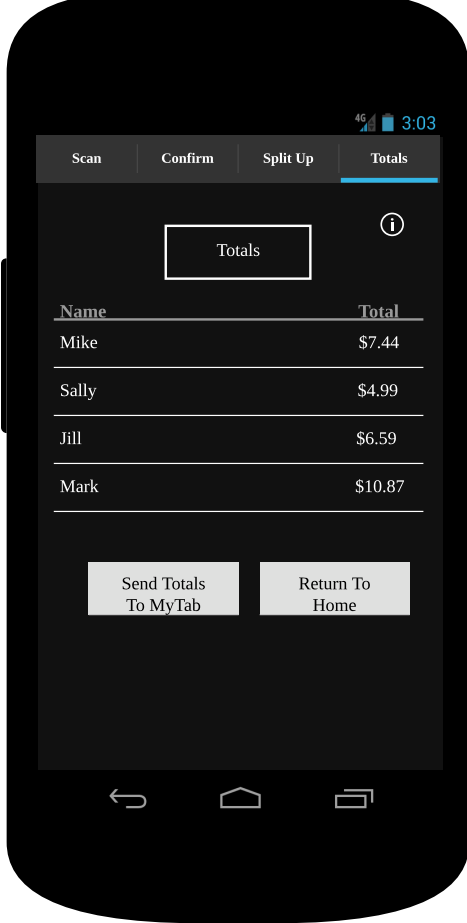 4G 3:03
Scan Confirm Split Up Totals
Totals
Name Total
Mike $7.44
Sally $4.99
Jill $6.59
Mark $10.87
Send Totals Return To
To MyTab Home